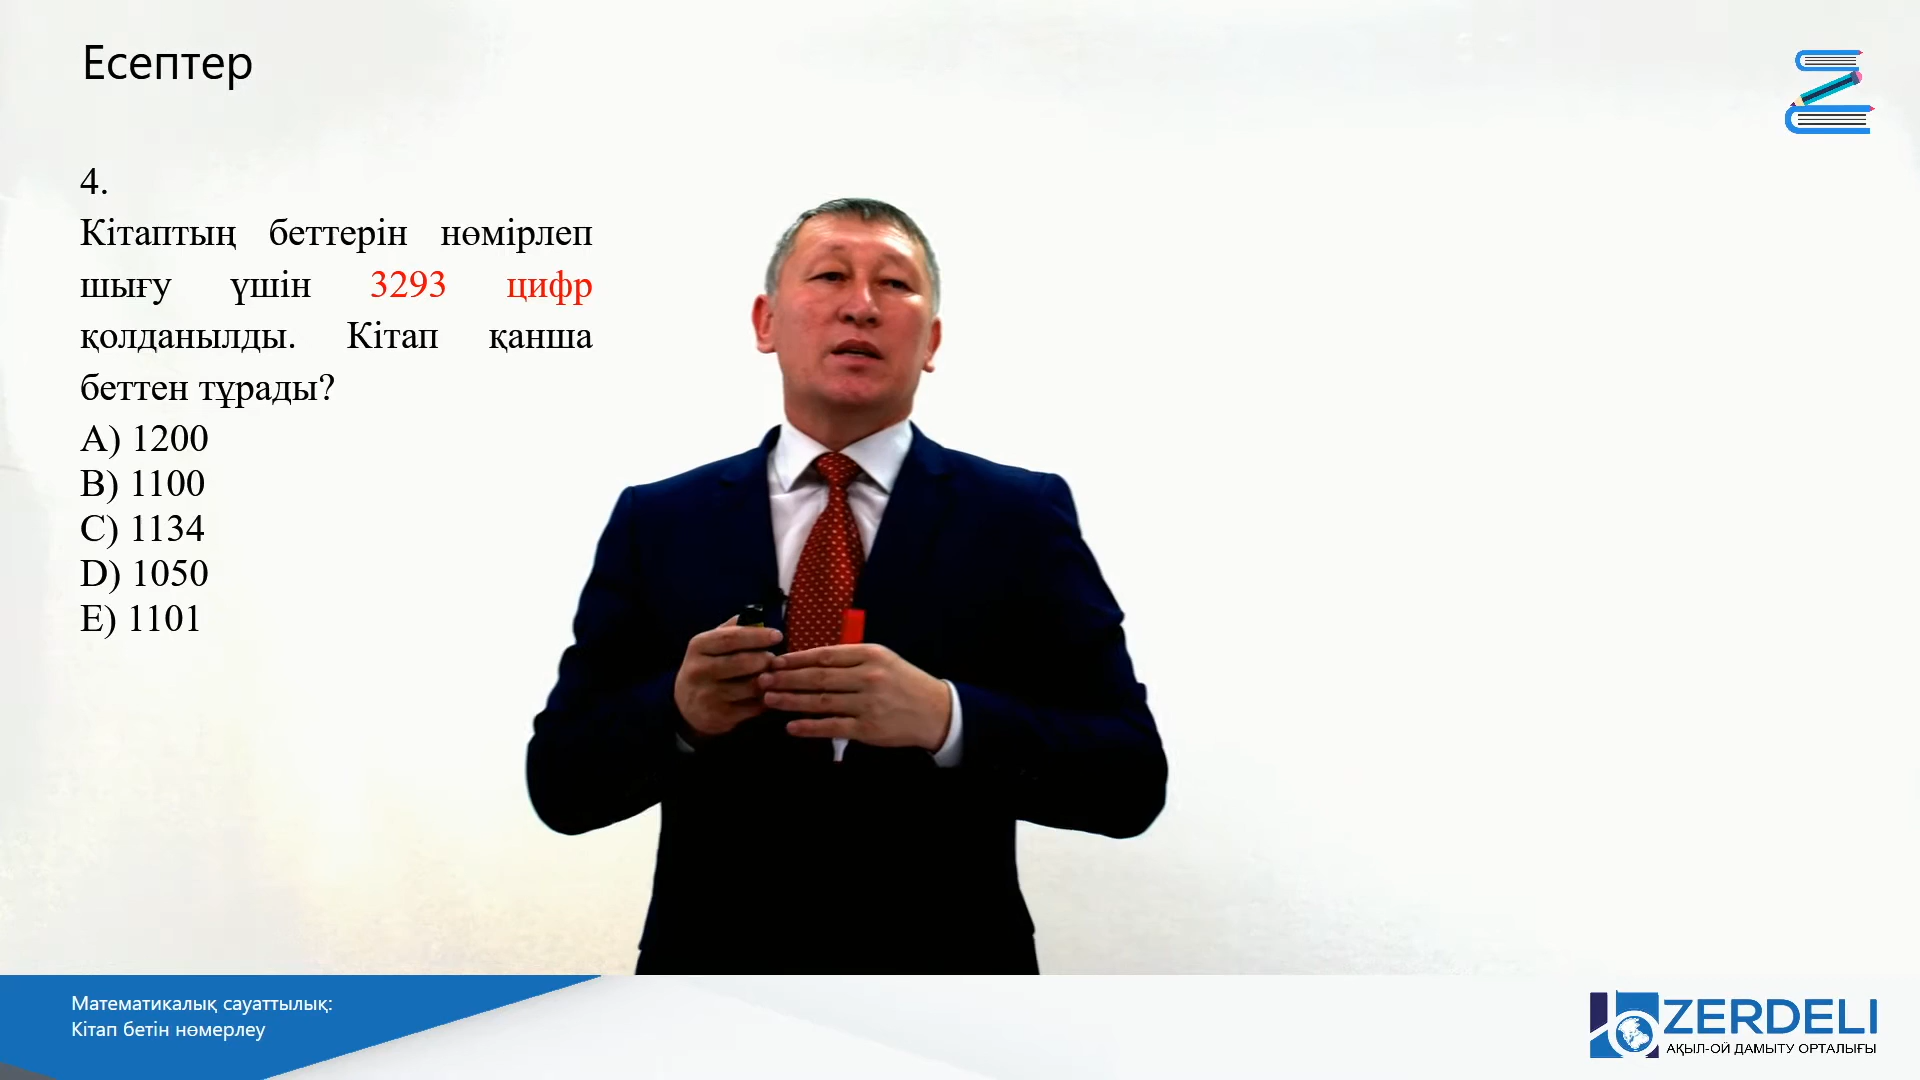 Есептер
4.
Кітаптың беттерін нөмірлеп
шығу үшін 3293 цифр
қолданылды. Кітап қанша
беттен тұрады?
A) 1200
B) 1100
C) 1134
D) 1050
E) 1101
Математикалық сауаттылық:
Кітап бетін нөмерлеу
ZERDELI
АҚЫЛ-ОЙ ДАМЫТУ ОРТАЛЫҒЫ